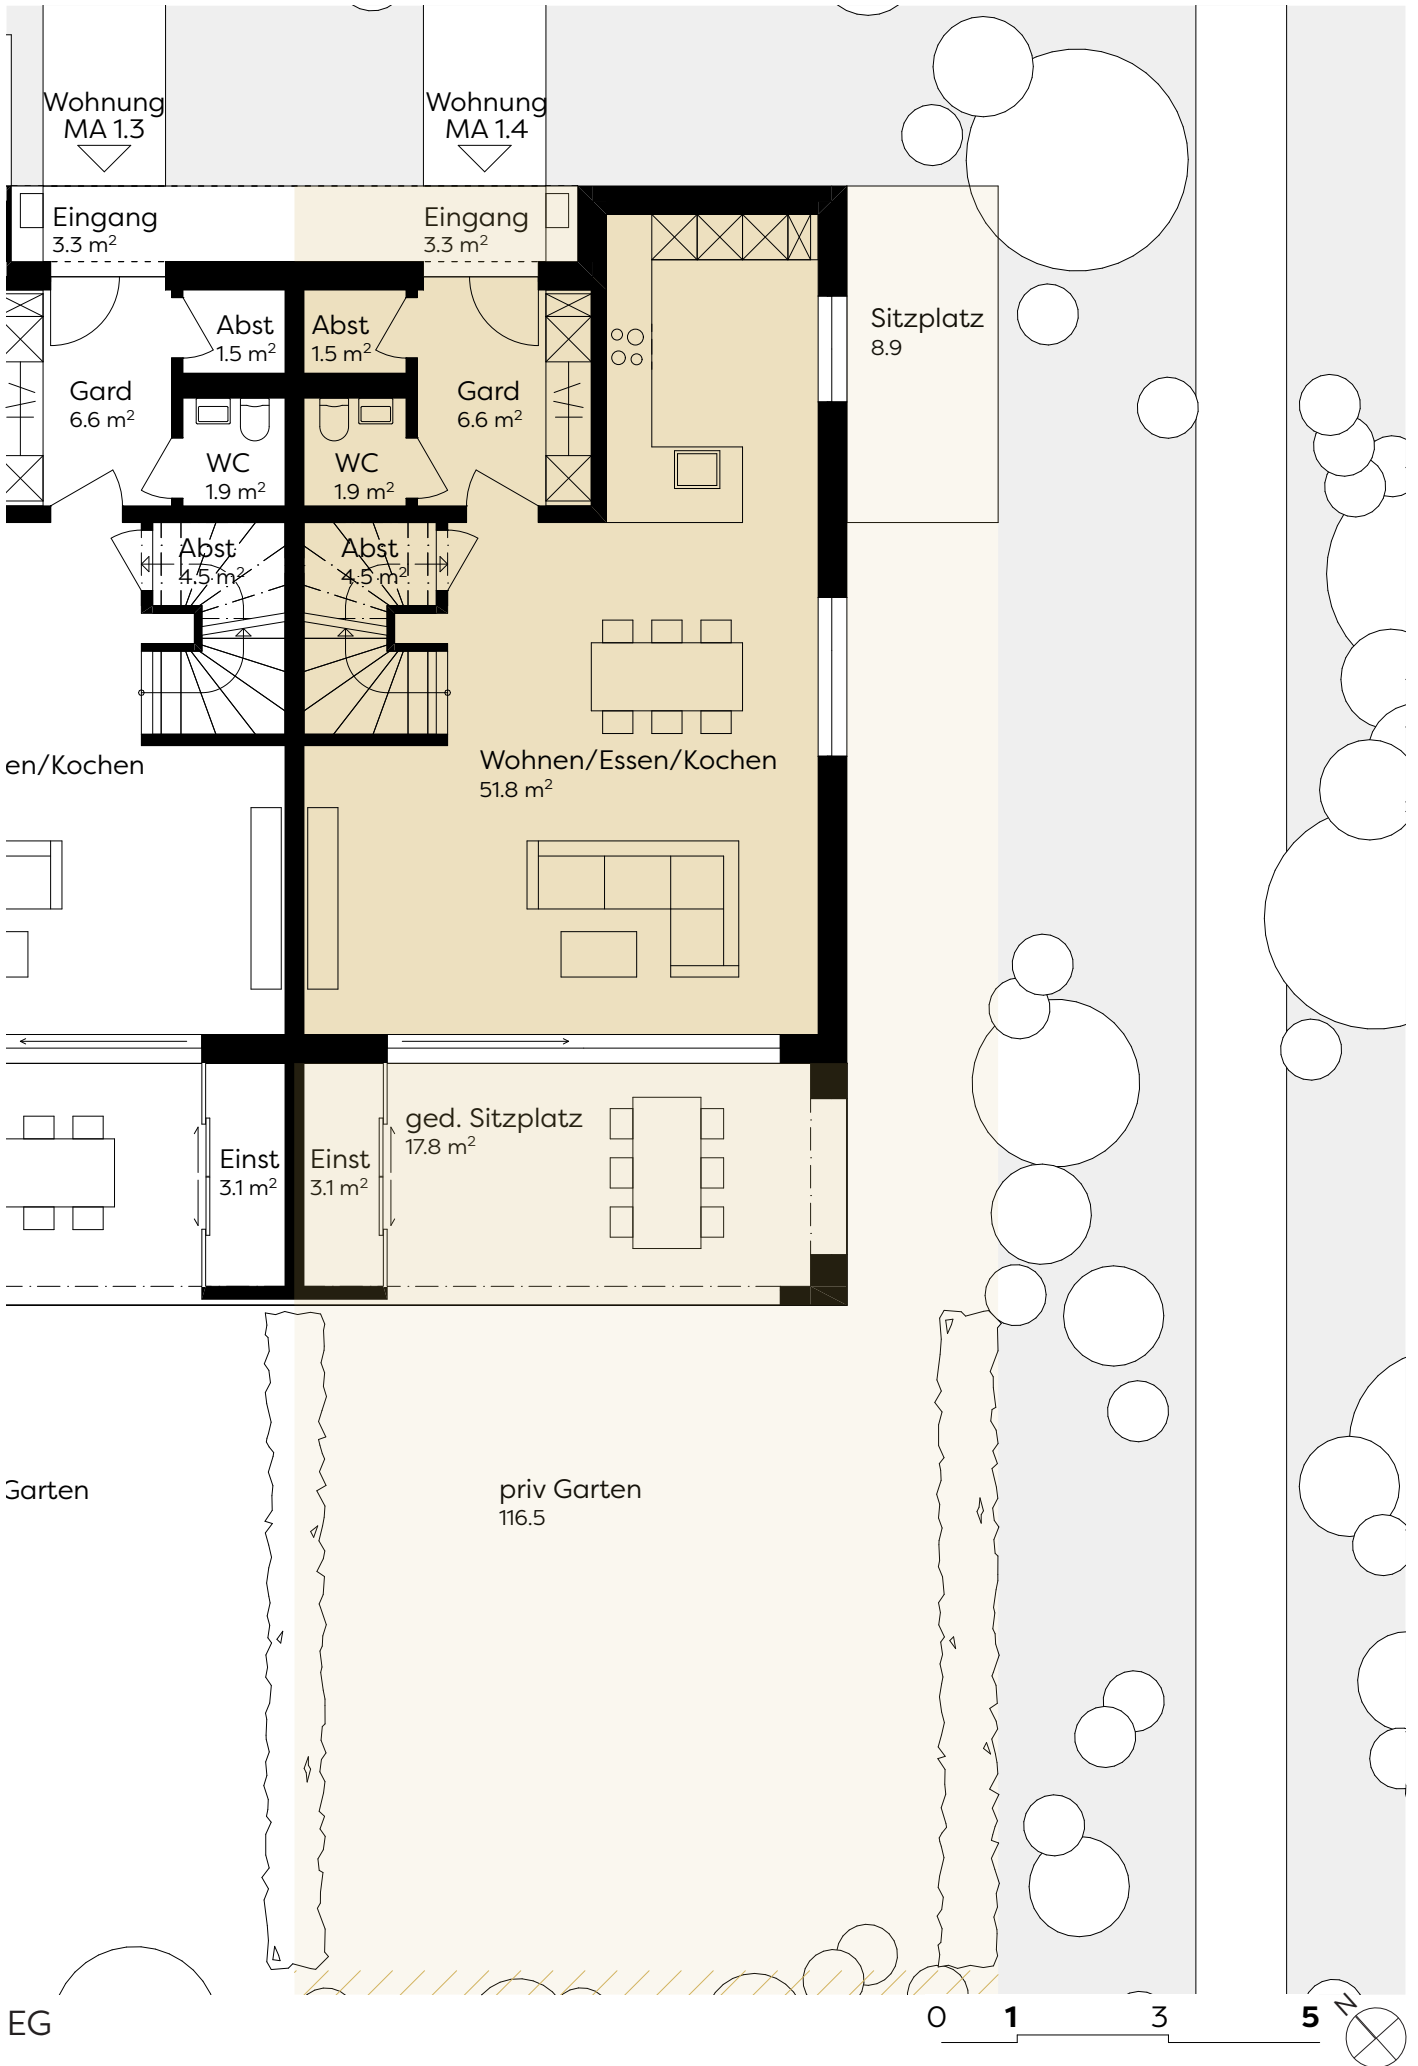 Wohnung
MA 1.3
Wohnung
MA 1.4
Eingang
3.3 m²
Eingang
3.3 m²
Abst
1.5 m²
Abst
1.5 m²
Sitzplatz
8.9
Gard
6.6 m²
Gard
6.6 m²
WC
1.9 m²
WC
1.9 m²
Abst
4.5 m²
Abst
4.5 m²
en/Kochen
Wohnen/Essen/Kochen
51.8 m²
ged. Sitzplatz
17.8 m²
Einst
3.1 m²
Einst
3.1 m²
Garten
priv Garten
116.5
EG
0 1 3 5
N